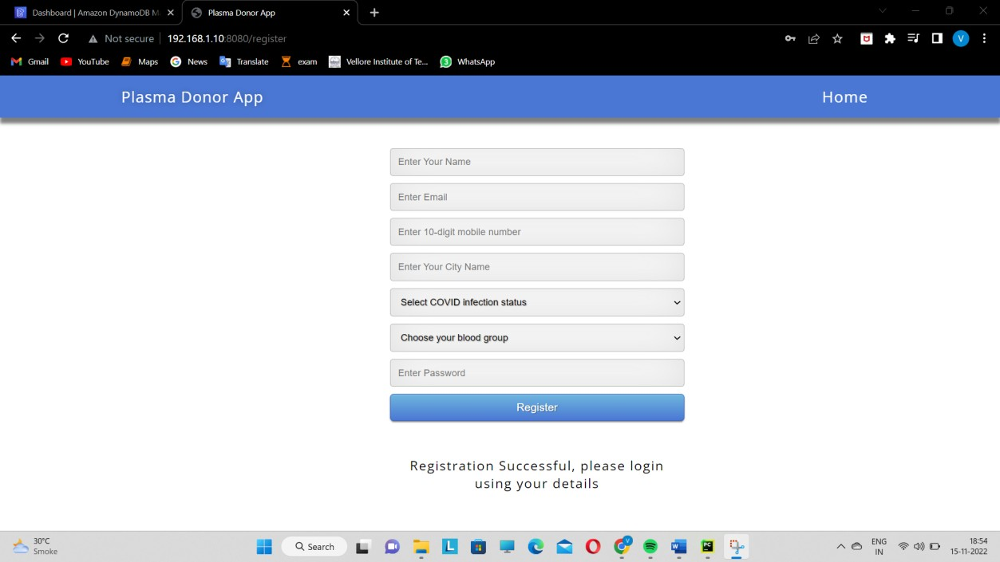 Dashboard | Amazon DynamoDB M
Plasma Donor App
Not secure
192.168.1.10:8080/register
V
Gmail
YouTube
Maps
News
Translate
exam
Vellore Institute of Te...
3
WhatsApp
Plasma Donor App
Home
Enter Your Name
Enter Email
Enter 10-digit mobile number
Enter Your City Name
Select COVID infection status
Choose your blood group
Enter Password
Register
Registration Successful, please login
using your details
30°C
Smoke
Search
L
V
W
PC
ENG
IN
18:54
15-11-2022